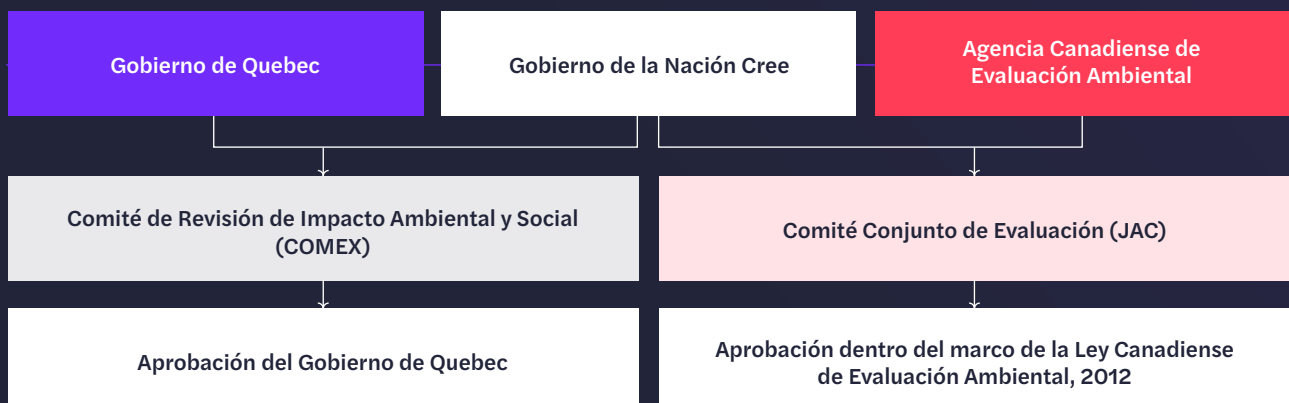 Gobierno de Quebec
Gobierno de la Nación Cree
Agencia Canadiense de
Evaluación Ambiental
Comité de Revisión de Impacto Ambiental y Social
(COMEX)
Comité Conjunto de Evaluación (JAC)
Aprobación del Gobierno de Quebec
Aprobación dentro del marco de la Ley Canadiense
de Evaluación Ambiental, 2012